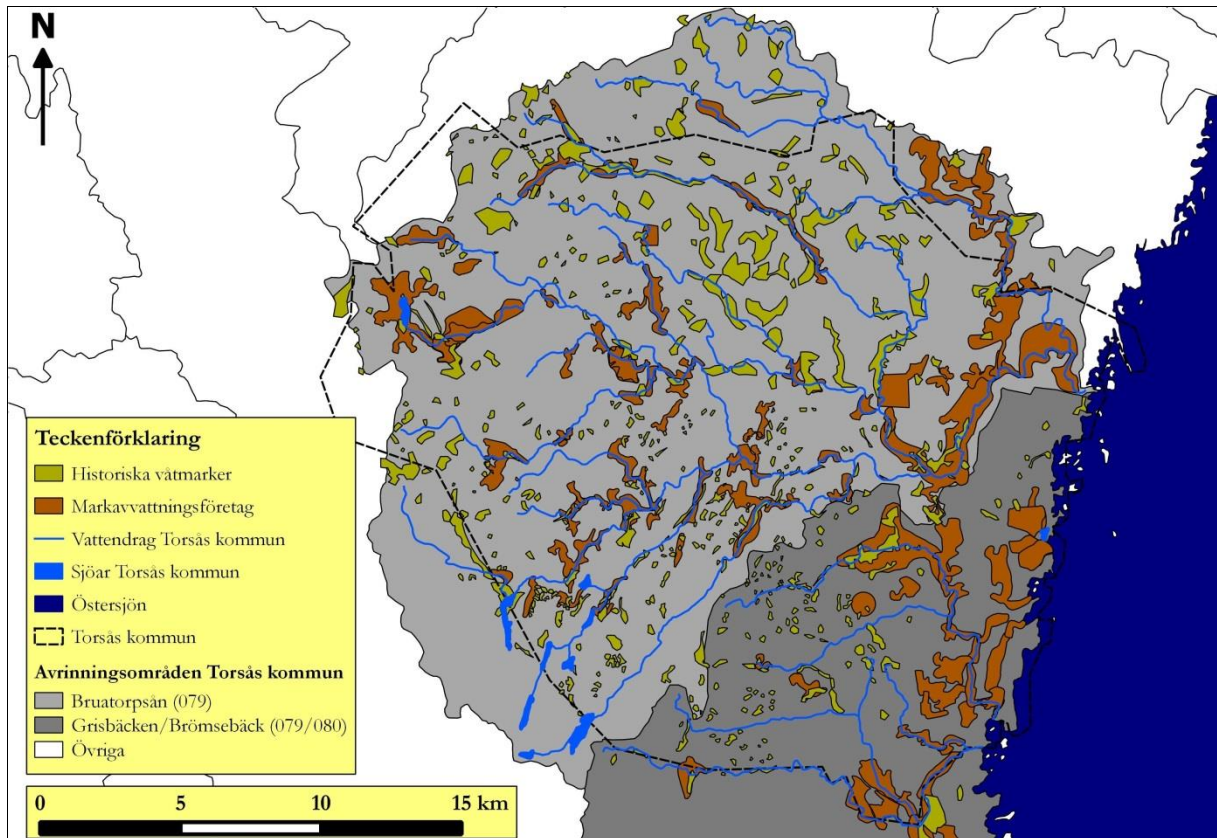 N
Teckenförklaring
Historiska våtmarker
Markavvattningsföretag
Vattendrag Torsås kommun
Sjöar Torsås kommun
Östersjön
Torsås kommun
Avrinningsområden Torsås kommun
Bruatorpsån (079)
Grisbäcken/Brömsebäck (079/080)
Övriga
0 5 10 15 km